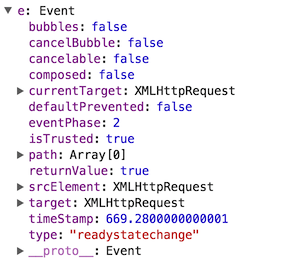 ▼ e: Event
bubbles: false
cancelBubble: false
cancelable: false
composed: false
▶ currentTarget: XMLHttpRequest
defaultPrevented: false
eventPhase: 2
isTrusted: true
▶ path: Array[0]
returnValue: true
▶ srcElement: XMLHttpRequest
▶ target: XMLHttpRequest
timeStamp: 669.2800000000001
type: "readystatechange"
▶ __proto__: Event